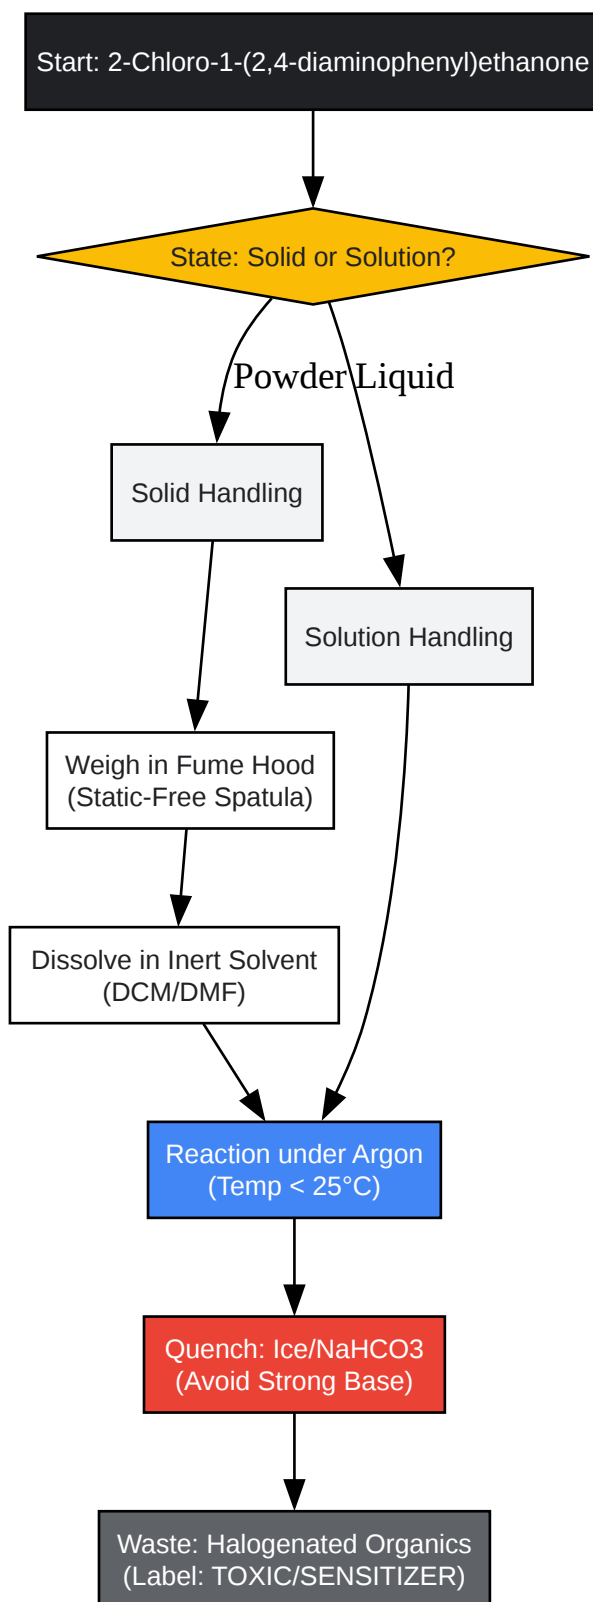 Start: 2-Chloro-1-(2,4-diaminophenyl)ethanone
State: Solid or Solution?
Powder
Liquid
Solid Handling
Solution Handling
Weigh in Fume Hood
(Static-Free Spatula)
Dissolve in Inert Solvent
(DCM/DMF)
Reaction under Argon
(Temp < 25°C)
Quench: Ice/NaHCO3
(Avoid Strong Base)
Waste: Halogenated Organics
(Label: TOXIC/SENSITIZER)